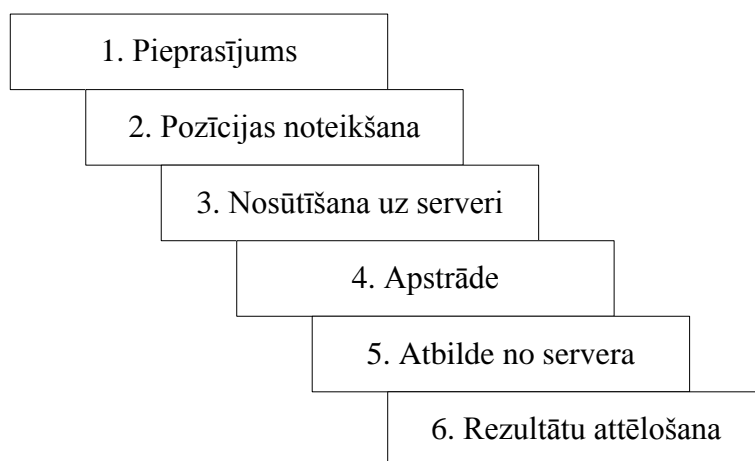 1. Pieprasījums
2. Pozīcijas noteikšana
3. Nosūtīšana uz serveri
4. Apstrāde
5. Atbilde no servera
6. Rezultātu attēlošana